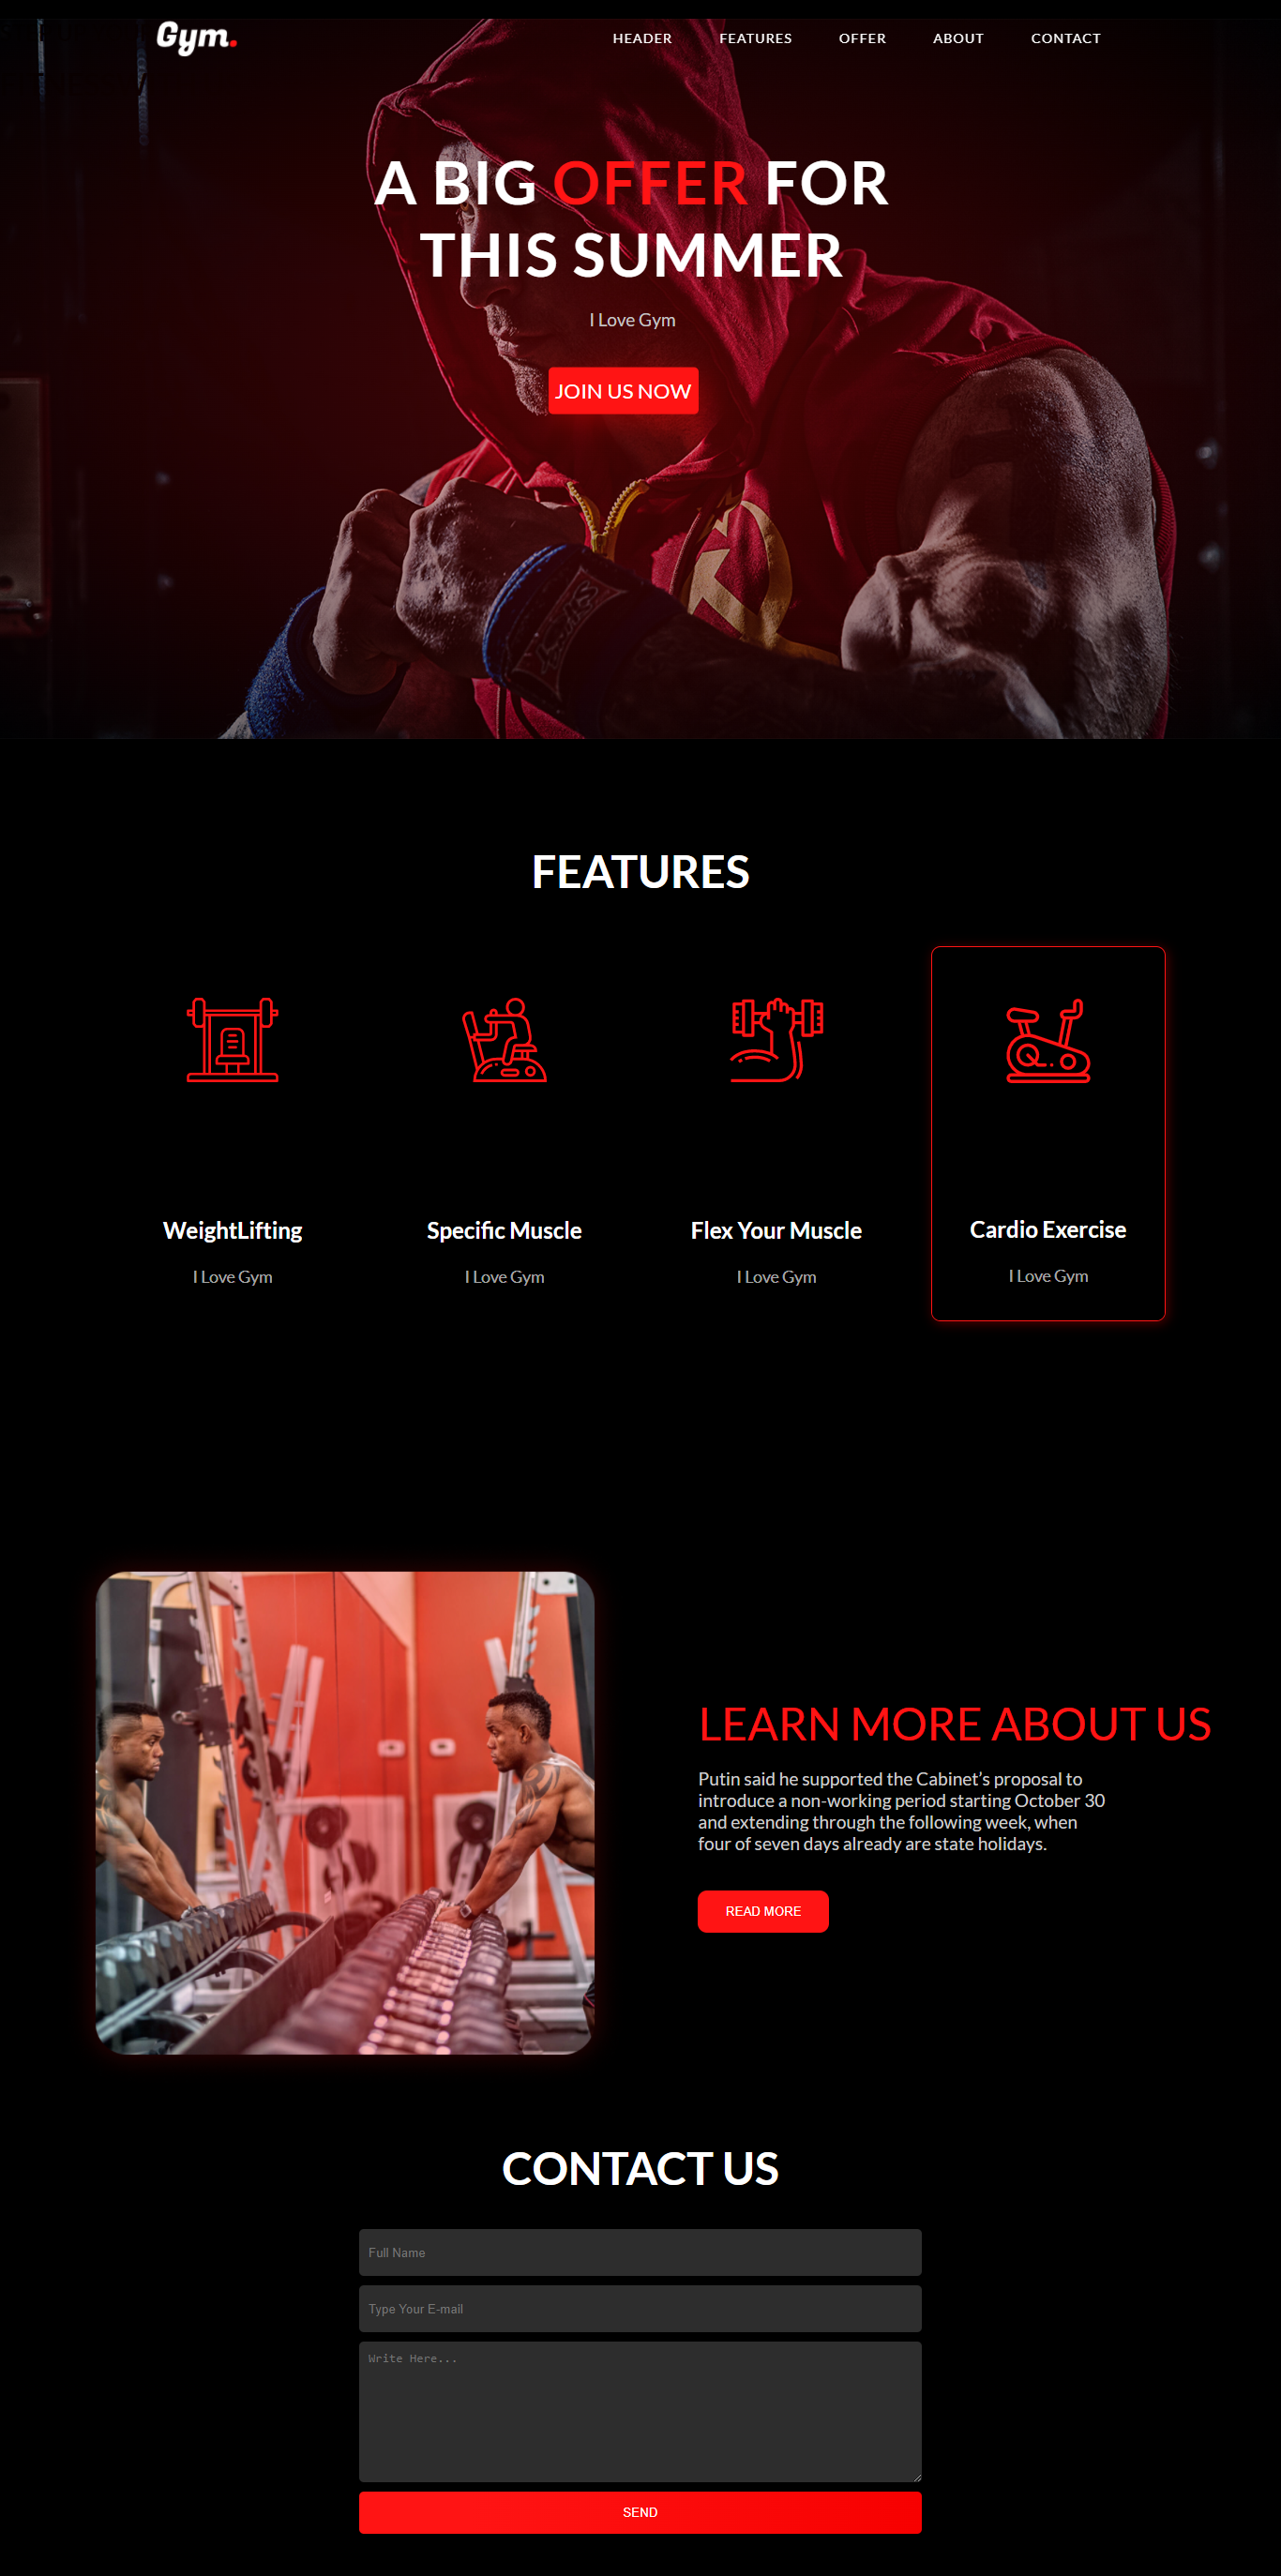 Gym.
HEADER FEATURES OFFER ABOUT CONTACT
A BIG OFFER FOR
THIS SUMMER
I Love Gym
JOIN US NOW
FEATURES
WeightLifting
I Love Gym
Specific Muscle
I Love Gym
Flex Your Muscle
I Love Gym
Cardio Exercise
I Love Gym
LEARN MORE ABOUT US
Putin said he supported the Cabinet’s proposal to
introduce a non-working period starting October 30
and extending through the following week, when
four of seven days already are state holidays.
READ MORE
CONTACT US
Full Name
Type Your E-mail
Write Here...
SEND